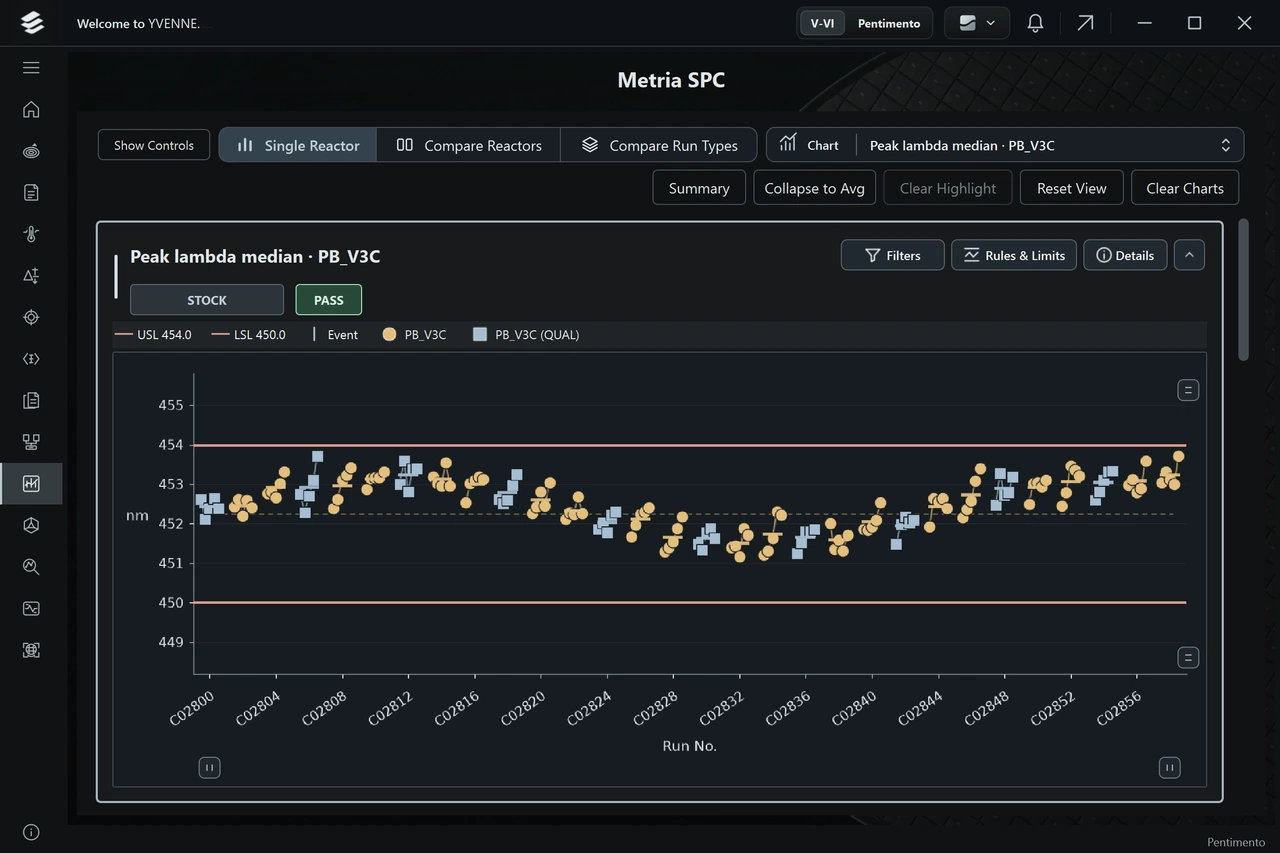 Welcome to YVENNE.
V-VI Pentimento
Metria SPC
Show Controls Single Reactor Compare Reactors Compare Run Types Chart Peak lambda median · PB_V3C
Summary Collapse to Avg Clear Highlight Reset View Clear Charts
Peak lambda median · PB_V3C Filters Rules & Limits Details
STOCK PASS
USL 454.0 LSL 450.0 Event PB_V3C PB_V3C (QUAL)
455
454
453
nm
452
451
450
449
C02800 C02804 C02808 C02812 C02816 C02820 C02824 C02828 C02832 C02836 C02840 C02844 C02848 C02852 C02856
Run No.
Pentimento